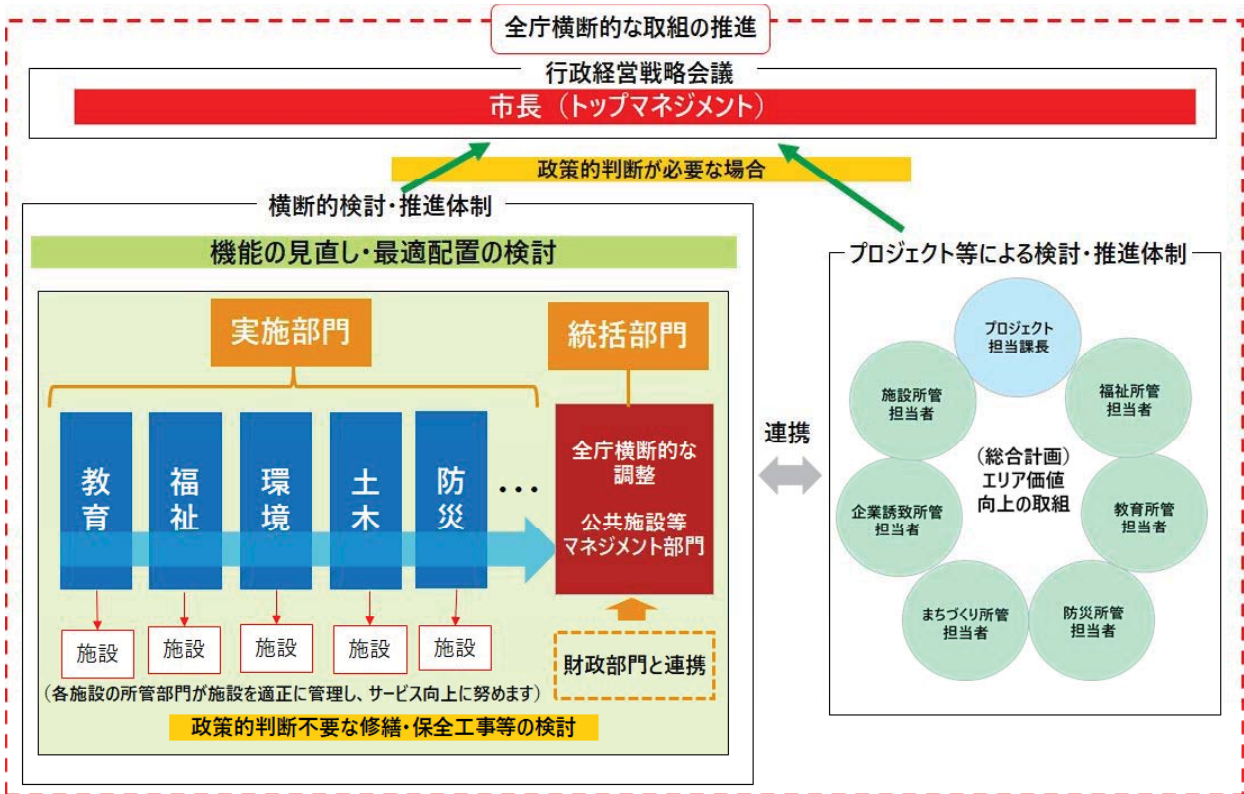 全庁横断的な取組の推進
行政経営戦略会議
市長（トップマネジメント）
政策的判断が必要な場合
横断的検討・推進体制
機能の見直し・最適配置の検討
実施部門
統括部門
教育
福祉
環境
土木
防災
・・・
全庁横断的な
調整
公共施設等
マネジメント部門
施設
施設
施設
施設
施設
財政部門と連携
（各施設の所管部門が施設を適正に管理し、サービス向上に努めます）
政策的判断不要な修繕・保全工事等の検討
連携
プロジェクト等による検討・推進体制
プロジェクト
担当課長
施設所管
担当者
福祉所管
担当者
（総合計画）
エリア価値
向上の取組
企業誘致所管
担当者
教育所管
担当者
まちづくり所管
担当者
防災所管
担当者